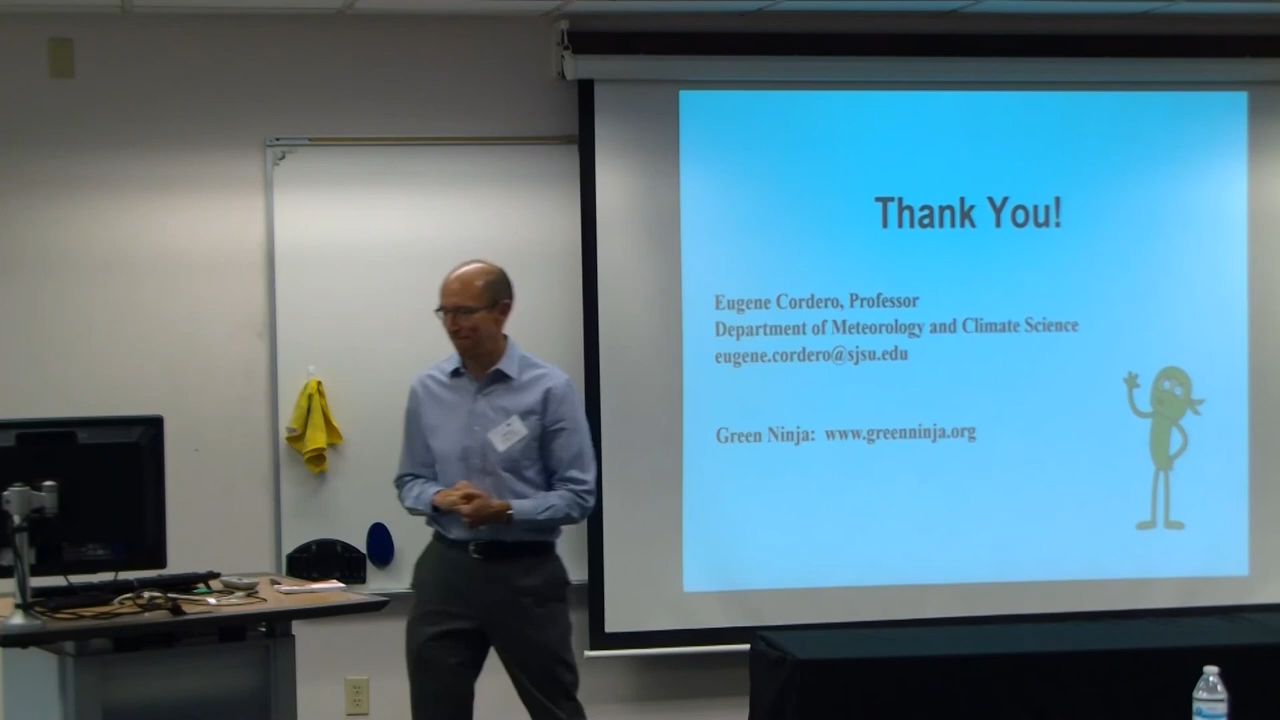 Thank You!
Eugene Cordero, Professor
Department of Meteorology and Climate Science
eugene.cordero@sjsu.edu
Green Ninja: www.greenninja.org